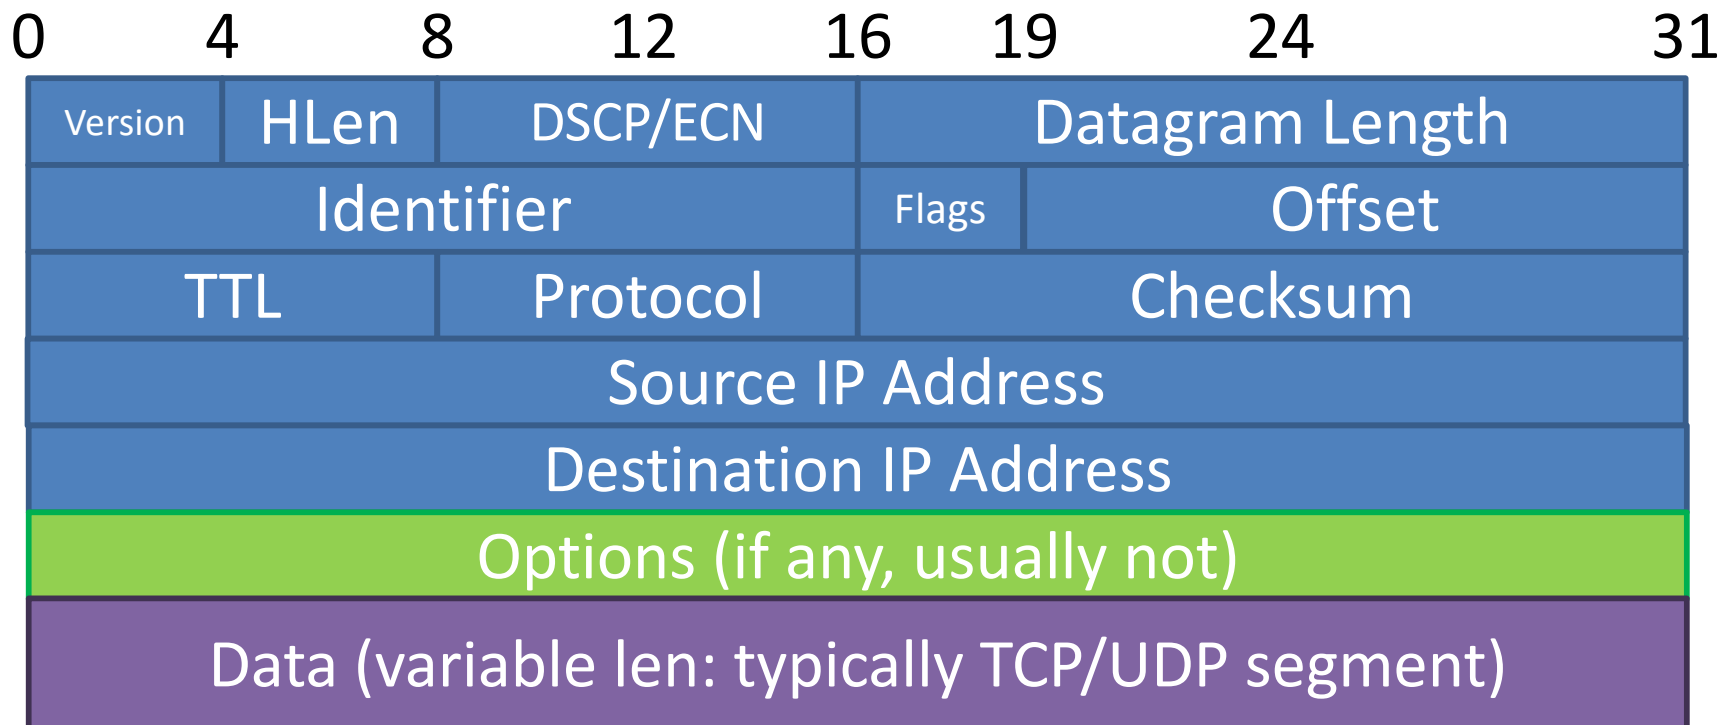 0 4 8 12 16 19 24 31
Version HLen DSCP/ECN Datagram Length
Identifier Flags Offset
TTL Protocol Checksum
Source IP Address
Destination IP Address
Options (if any, usually not)
Data (variable len: typically TCP/UDP segment)